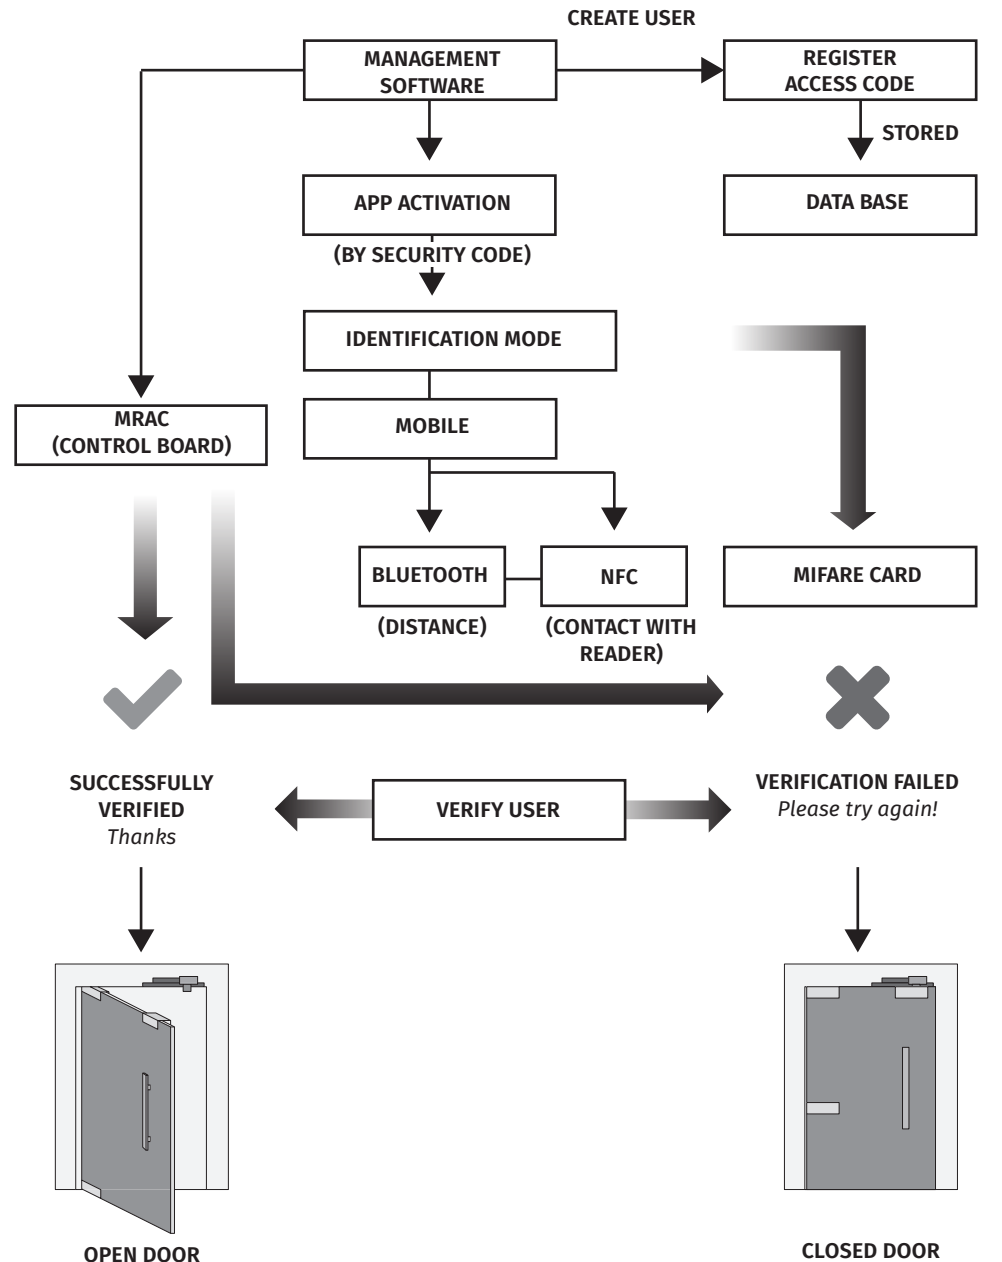 CREATE USER
MANAGEMENT
SOFTWARE
REGISTER
ACCESS CODE
STORED
APP ACTIVATION
DATA BASE
(BY SECURITY CODE)
IDENTIFICATION MODE
MRAC
(CONTROL BOARD)
MOBILE
BLUETOOTH
NFC
MIFARE CARD
(DISTANCE)
(CONTACT WITH
READER)
SUCCESSFULLY
VERIFIED
Thanks
VERIFY USER
VERIFICATION FAILED
Please try again!
OPEN DOOR
CLOSED DOOR